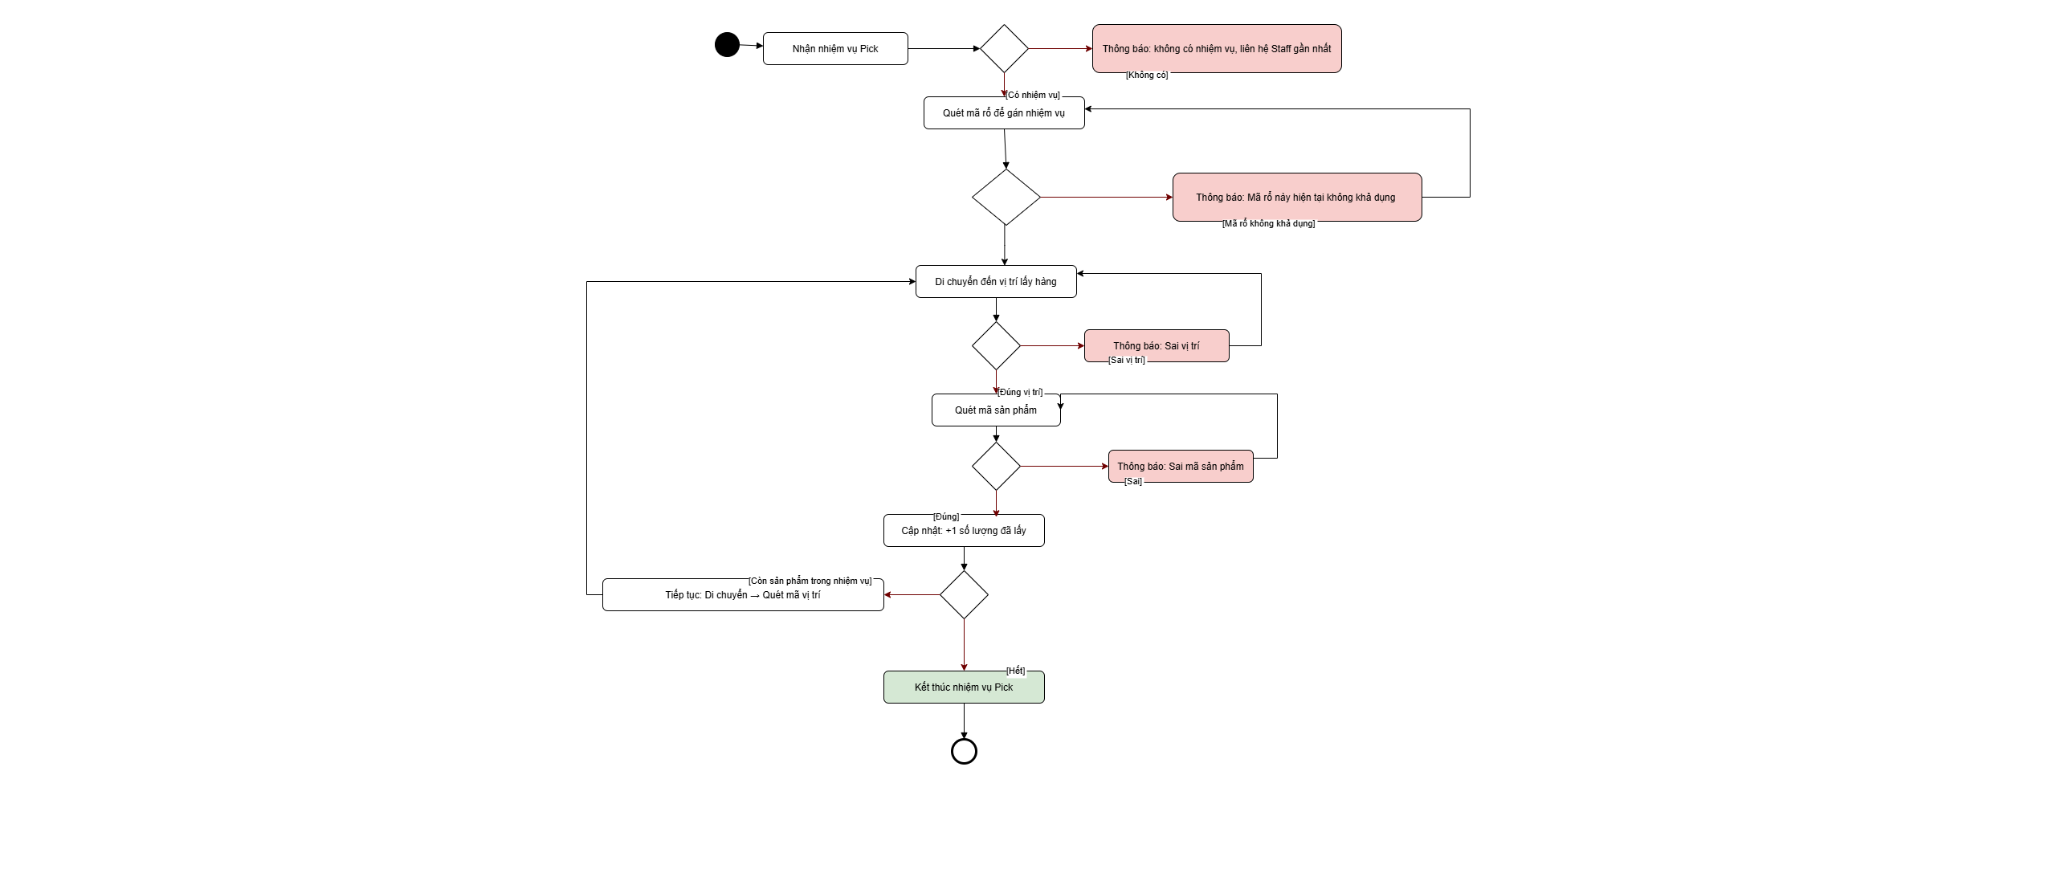 Nhận nhiệm vụ Pick
Thông báo: không có nhiệm vụ, liên hệ Staff gần nhất
[Không có]
[Có nhiệm vụ]
Quét mã rổ để gán nhiệm vụ
Thông báo: Mã rổ này hiện tại không khả dụng
[Mã rổ không khả dụng]
Di chuyển đến vị trí lấy hàng
Thông báo: Sai vị trí
[Sai vị trí]
[Đúng vị trí]
Quét mã sản phẩm
Thông báo: Sai mã sản phẩm
[Sai]
[Đúng]
Cập nhật: +1 số lượng đã lấy
[Còn sản phẩm trong nhiệm vụ]
Tiếp tục: Di chuyển → Quét mã vị trí
[Hết]
Kết thúc nhiệm vụ Pick